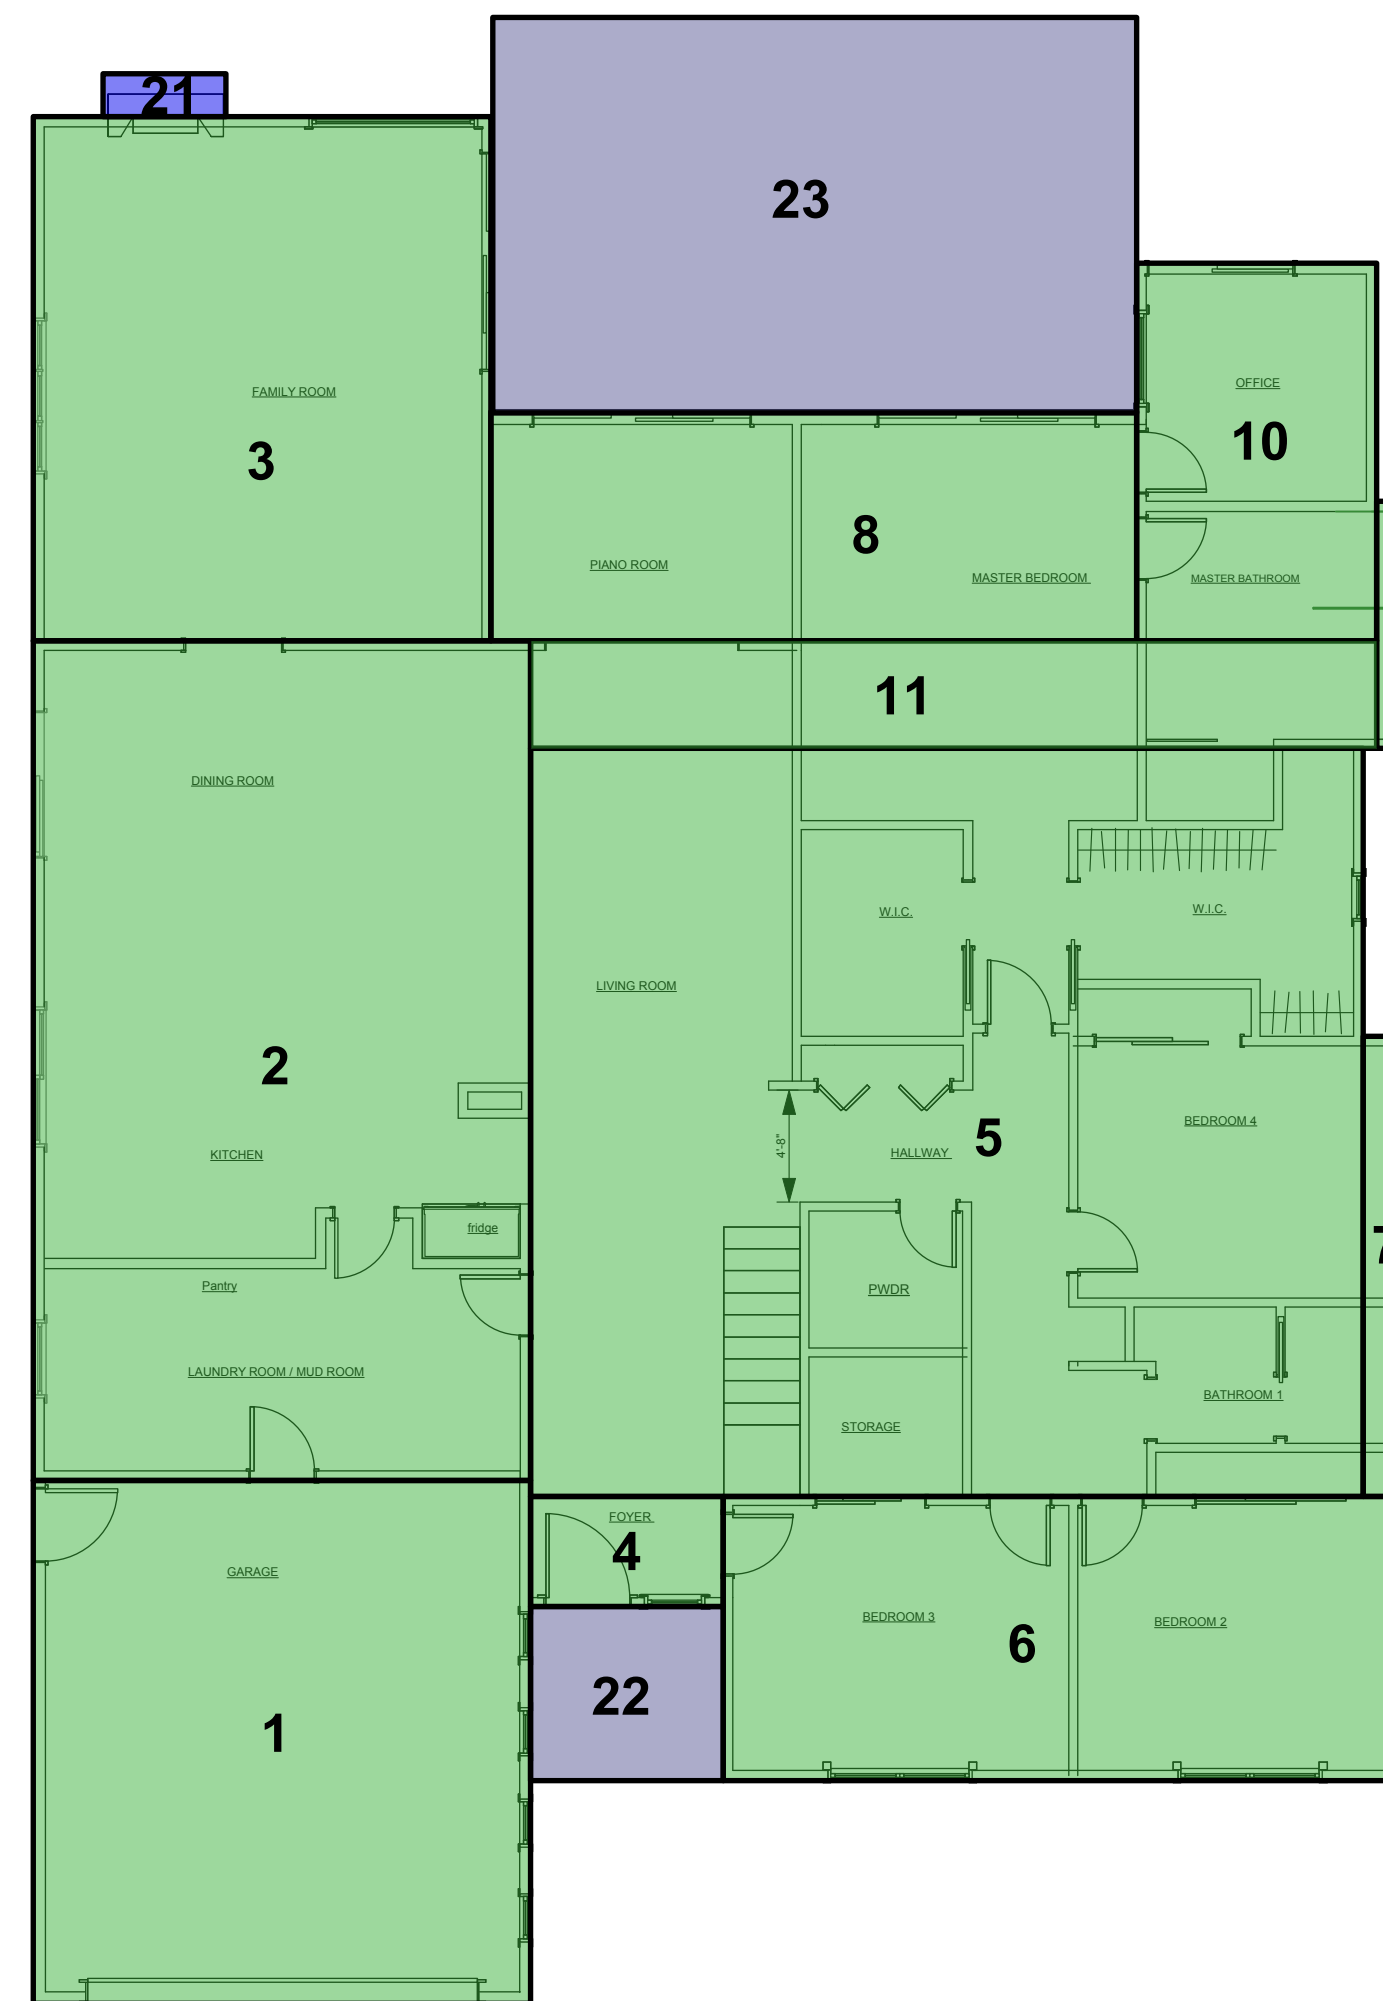 21
23
FAMILY ROOM
3
OFFICE
10
8
PIANO ROOM
MASTER BEDROOM
MASTER BATHROOM
11
DINING ROOM
W.I.C.
W.I.C.
LIVING ROOM
2
KITCHEN
4'-8"
HALLWAY
5
BEDROOM 4
fridge
7
Pantry
PWDR
LAUNDRY ROOM / MUD ROOM
BATHROOM 1
STORAGE
FOYER
4
GARAGE
BEDROOM 3
BEDROOM 2
6
22
1